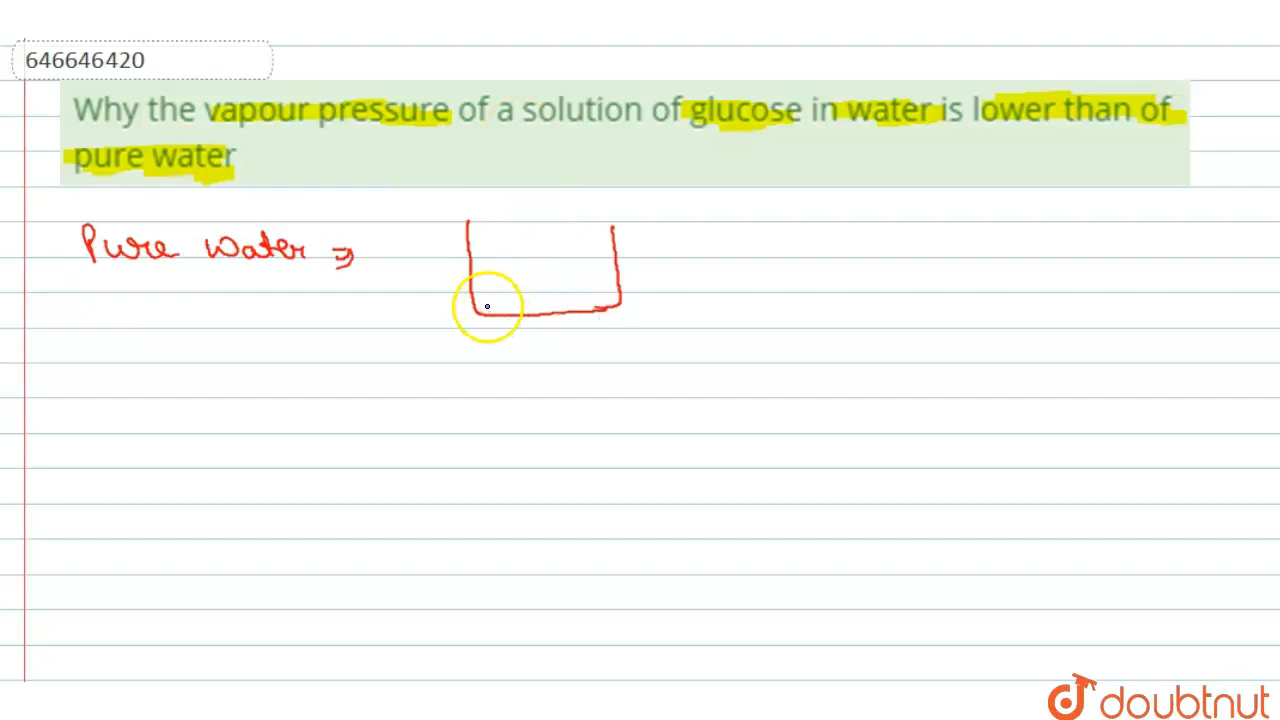 646646420
Why the vapour pressure of a solution of glucose in water is lower than of
pure water
Pure Water ⇒
doubtnut